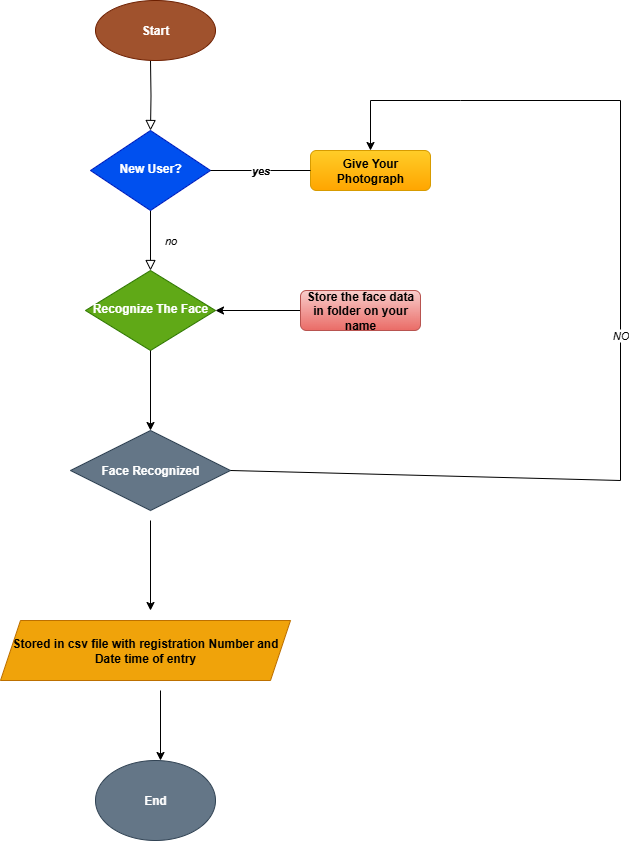 Start
New User?
yes
Give Your
Photograph
no
Recognize The Face
Store the face data
in folder on your
name
NO
Face Recognized
Stored in csv file with registration Number and
Date time of entry
End